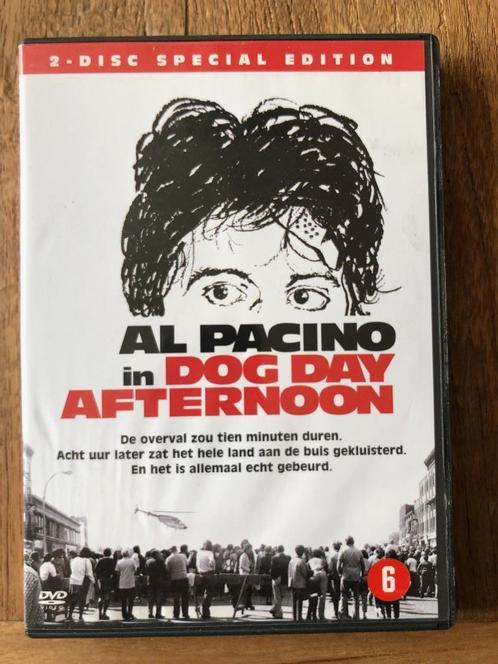 2-DISC SPECIAL EDITION
AL PACINO
in DOG DAY
AFTERNOON
De overval zou tien minuten duren.
Acht uur later zat het hele land aan de buis gekluisterd.
En het is allemaal echt gebeurd.
6
DVD
VIDEO